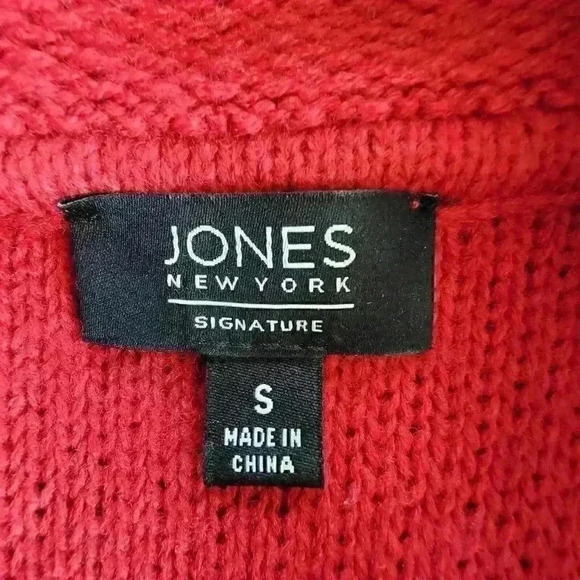 JONES
NEW YORK
SIGNATURE
S
MADE IN
CHINA